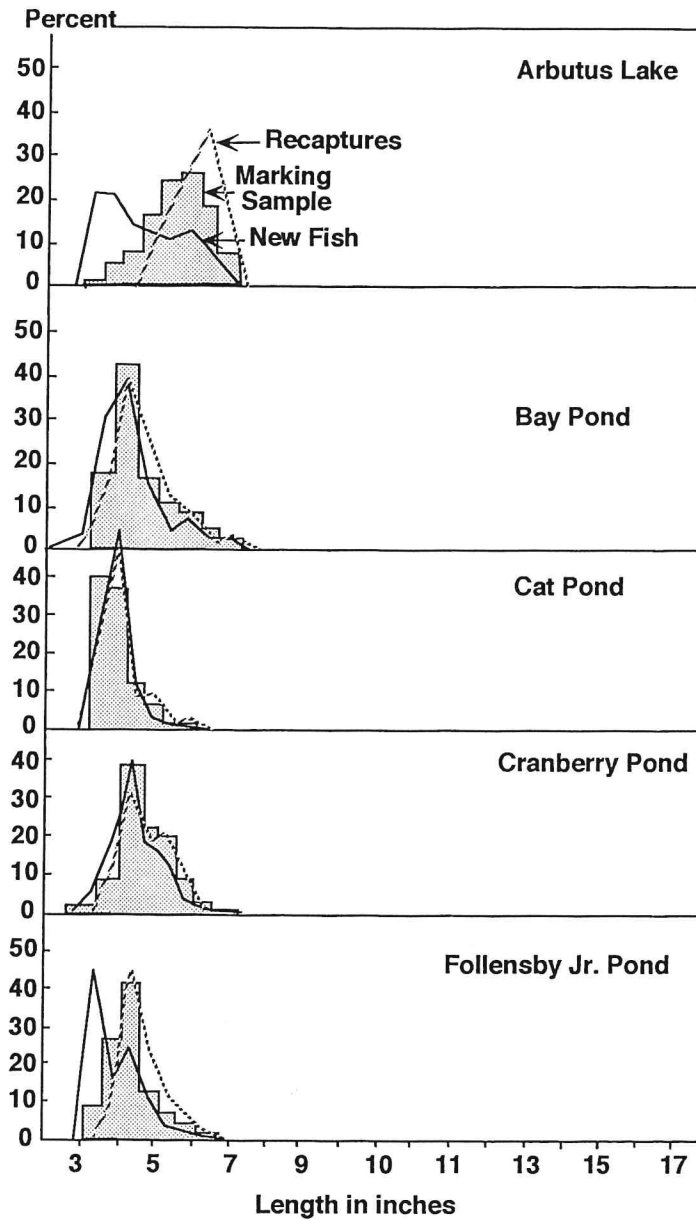 Percent
Arbutus Lake
50
40
30
20
10
0
Recaptures
Marking
Sample
New Fish
Bay Pond
50
40
30
20
10
0
Cat Pond
40
30
20
10
0
Cranberry Pond
40
30
20
10
0
Follensby Jr. Pond
50
40
30
20
10
0
3 5 7 9 10 11 13 15 17
Length in inches